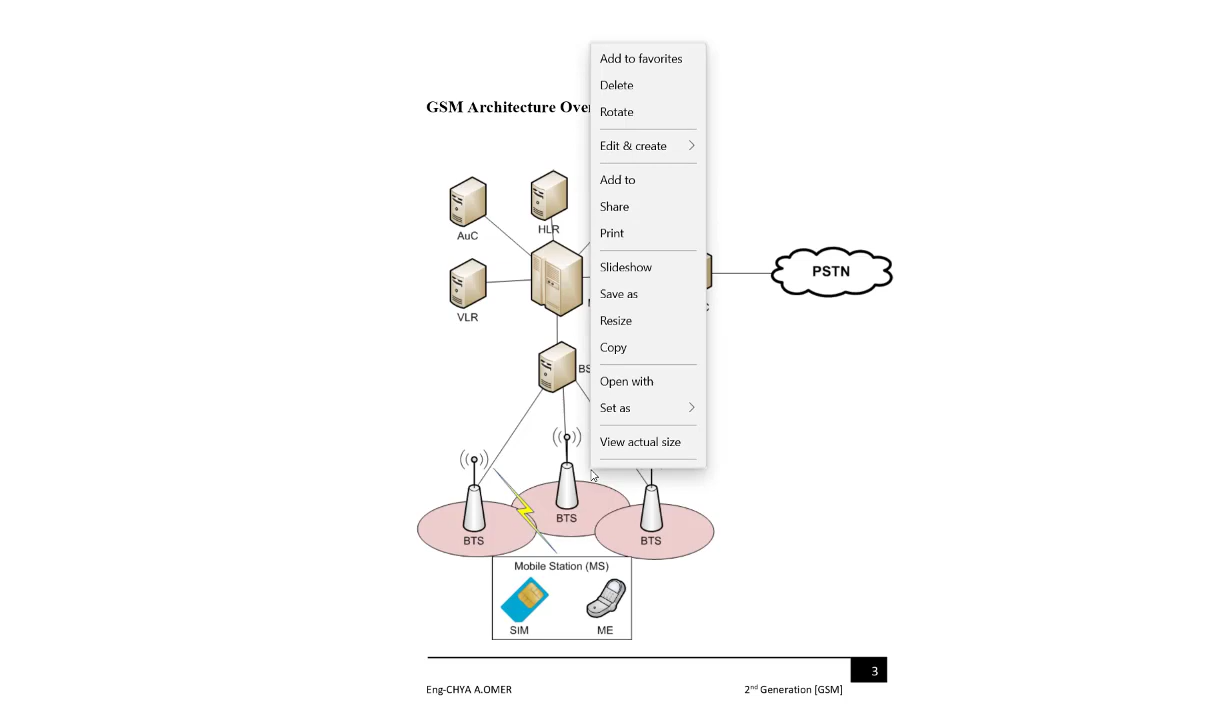 Add to favorites
Delete
GSM Architecture Over
Rotate
Edit & create
Add to
Share
AuC
HLR
Print
Slideshow
PSTN
Save as
VLR
Resize
Copy
Open with
Set as
View actual size
BTS
BTS
BTS
Mobile Station (MS)
SIM
ME
3
Eng-CHYA A.OMER
2nd Generation [GSM]